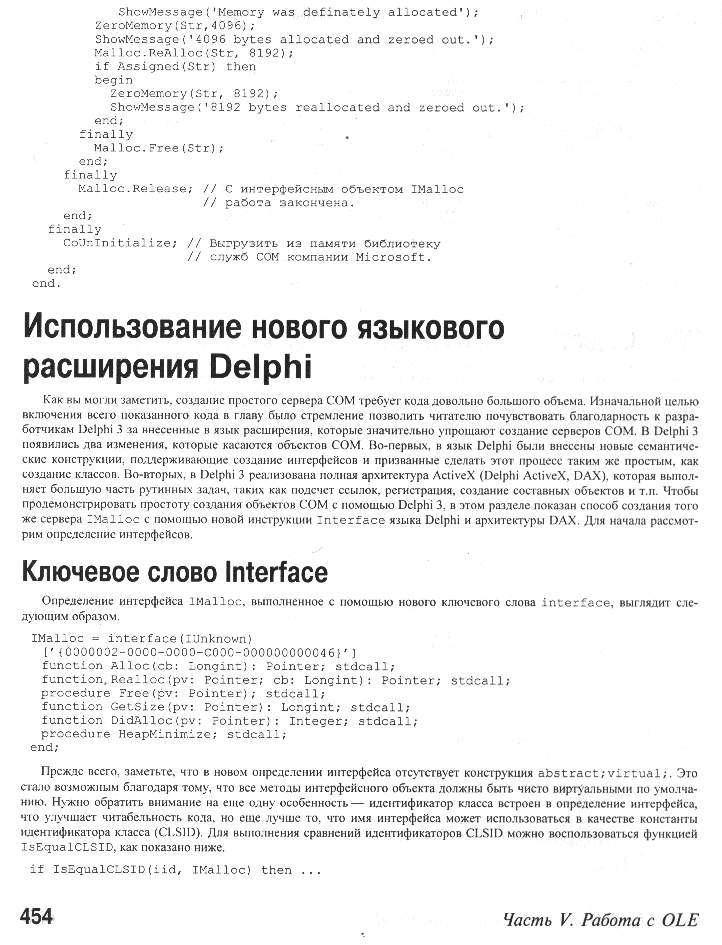 ShowMessage('Memory was definately allocated');
ZeroMemory(Str,4096);
ShowMessage('4096 bytes allocated and zeroed out.');
Malloc.ReAlloc(Str, 8192);
if Assigned(Str) then
begin
ZeroMemory(Str, 8192);
ShowMessage('8192 bytes reallocated and zeroed out.');
end;
finally
Malloc.Free(Str);
end;
finally
Malloc.Release; // С интерфейсным объектом IMalloc
// работа закончена.
end;
finally
CoUnInitialize; // Выгрузить из памяти библиотеку
// служб COM компании Microsoft.
end;
end.
Использование нового языкового
расширения Delphi
Как вы могли заметить, создание простого сервера COM требует кода довольно большого объема. Изначальной целью
включения всего показанного кода в главу было стремление позволить читателю почувствовать благодарность к разра-
ботчикам Delphi 3 за внесенные в язык расширения, которые значительно упрощают создание серверов COM. В Delphi 3
появились два изменения, которые касаются объектов COM. Во-первых, в язык Delphi были внесены новые семантиче-
ские конструкции, поддерживающие создание интерфейсов и призванные сделать этот процесс таким же простым, как
создание классов. Во-вторых, в Delphi 3 реализована полная архитектура ActiveX (Delphi ActiveX, DAX), которая выпол-
няет большую часть рутинных задач, таких как подсчет ссылок, регистрация, создание составных объектов и т.п. Чтобы
продемонстрировать простоту создания объектов COM с помощью Delphi 3, в этом разделе показан способ создания того
же сервера IMalloc с помощью новой инструкции Interface языка Delphi и архитектуры DAX. Для начала рассмот-
рим определение интерфейсов.
Ключевое слово Interface
Определение интерфейса IMalloc, выполненное с помощью нового ключевого слова interface, выглядит сле-
дующим образом.
IMalloc = interface(IUnknown)
['{0000002-0000-0000-C000-000000000046}']
function Alloc(cb: Longint): Pointer; stdcall;
function Realloc(pv: Pointer; cb: Longint): Pointer; stdcall;
procedure Free(pv: Pointer); stdcall;
function GetSize(pv: Pointer): Longint; stdcall;
function DidAlloc(pv: Pointer): Integer; stdcall;
procedure HeapMinimize; stdcall;
end;
Прежде всего, заметьте, что в новом определении интерфейса отсутствует конструкция abstract;virtual;. Это
стало возможным благодаря тому, что все методы интерфейсного объекта должны быть чисто виртуальными по умолча-
нию. Нужно обратить внимание на еще одну особенность — идентификатор класса встроен в определение интерфейса,
что улучшает читабельность кода, но еще лучше то, что имя интерфейса может использоваться в качестве константы
идентификатора класса (CLSID). Для выполнения сравнений идентификаторов CLSID можно воспользоваться функцией
IsEqualCLSID, как показано ниже.
if IsEqualCLSID(iid, IMalloc) then ...
454
Часть V. Работа с OLE